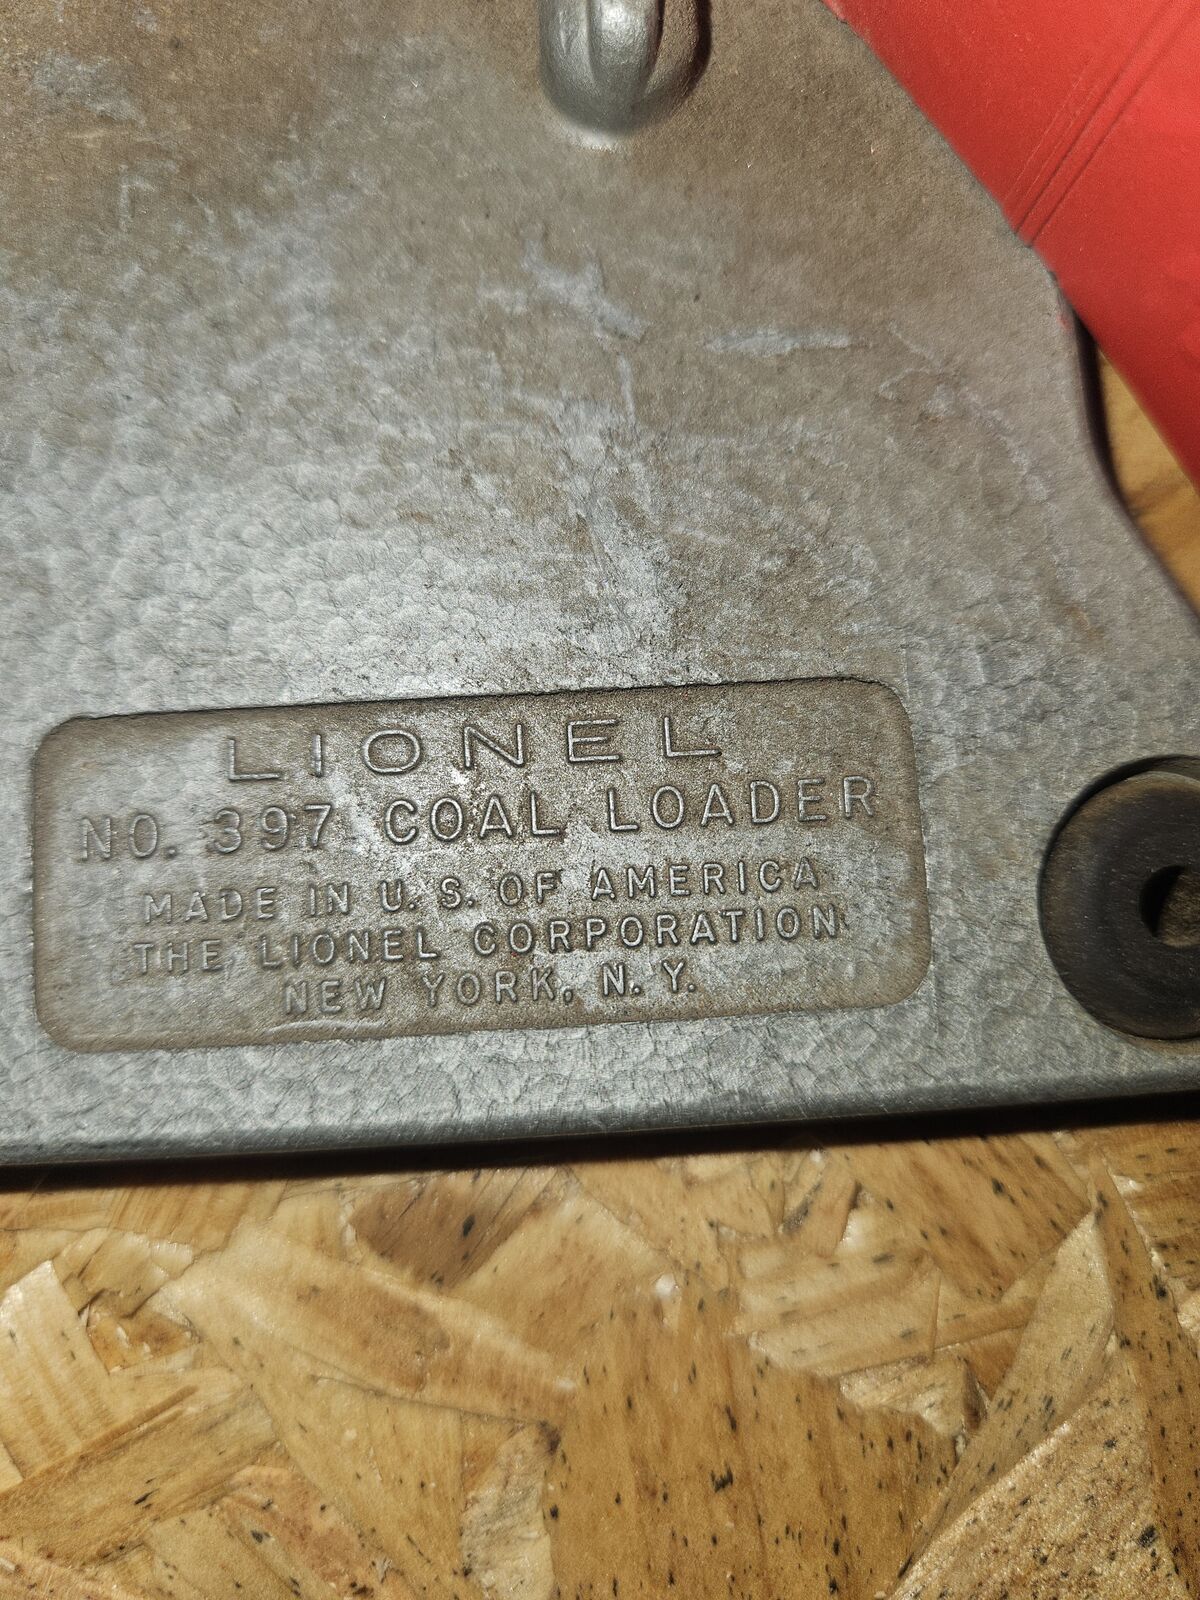 LIONEL
NO. 397 COAL LOADER
MADE IN U. S. OF AMERICA
THE LIONEL CORPORATION
NEW YORK, N. Y.